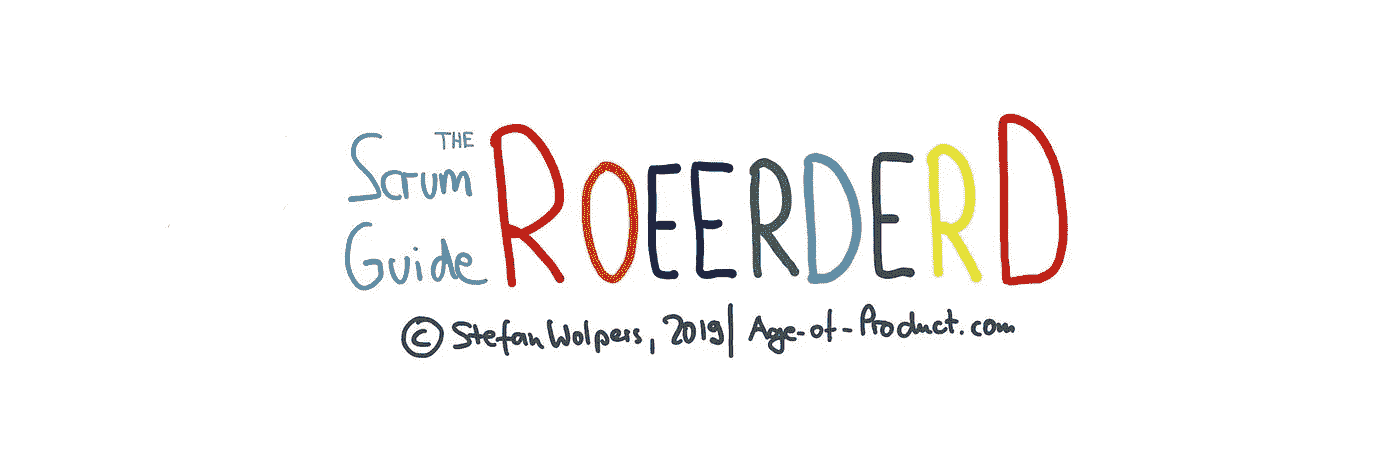 THE
Scrum
Guide
ROEERDERD
© Stefan Wolpers, 2019 | Age-of-Product.com